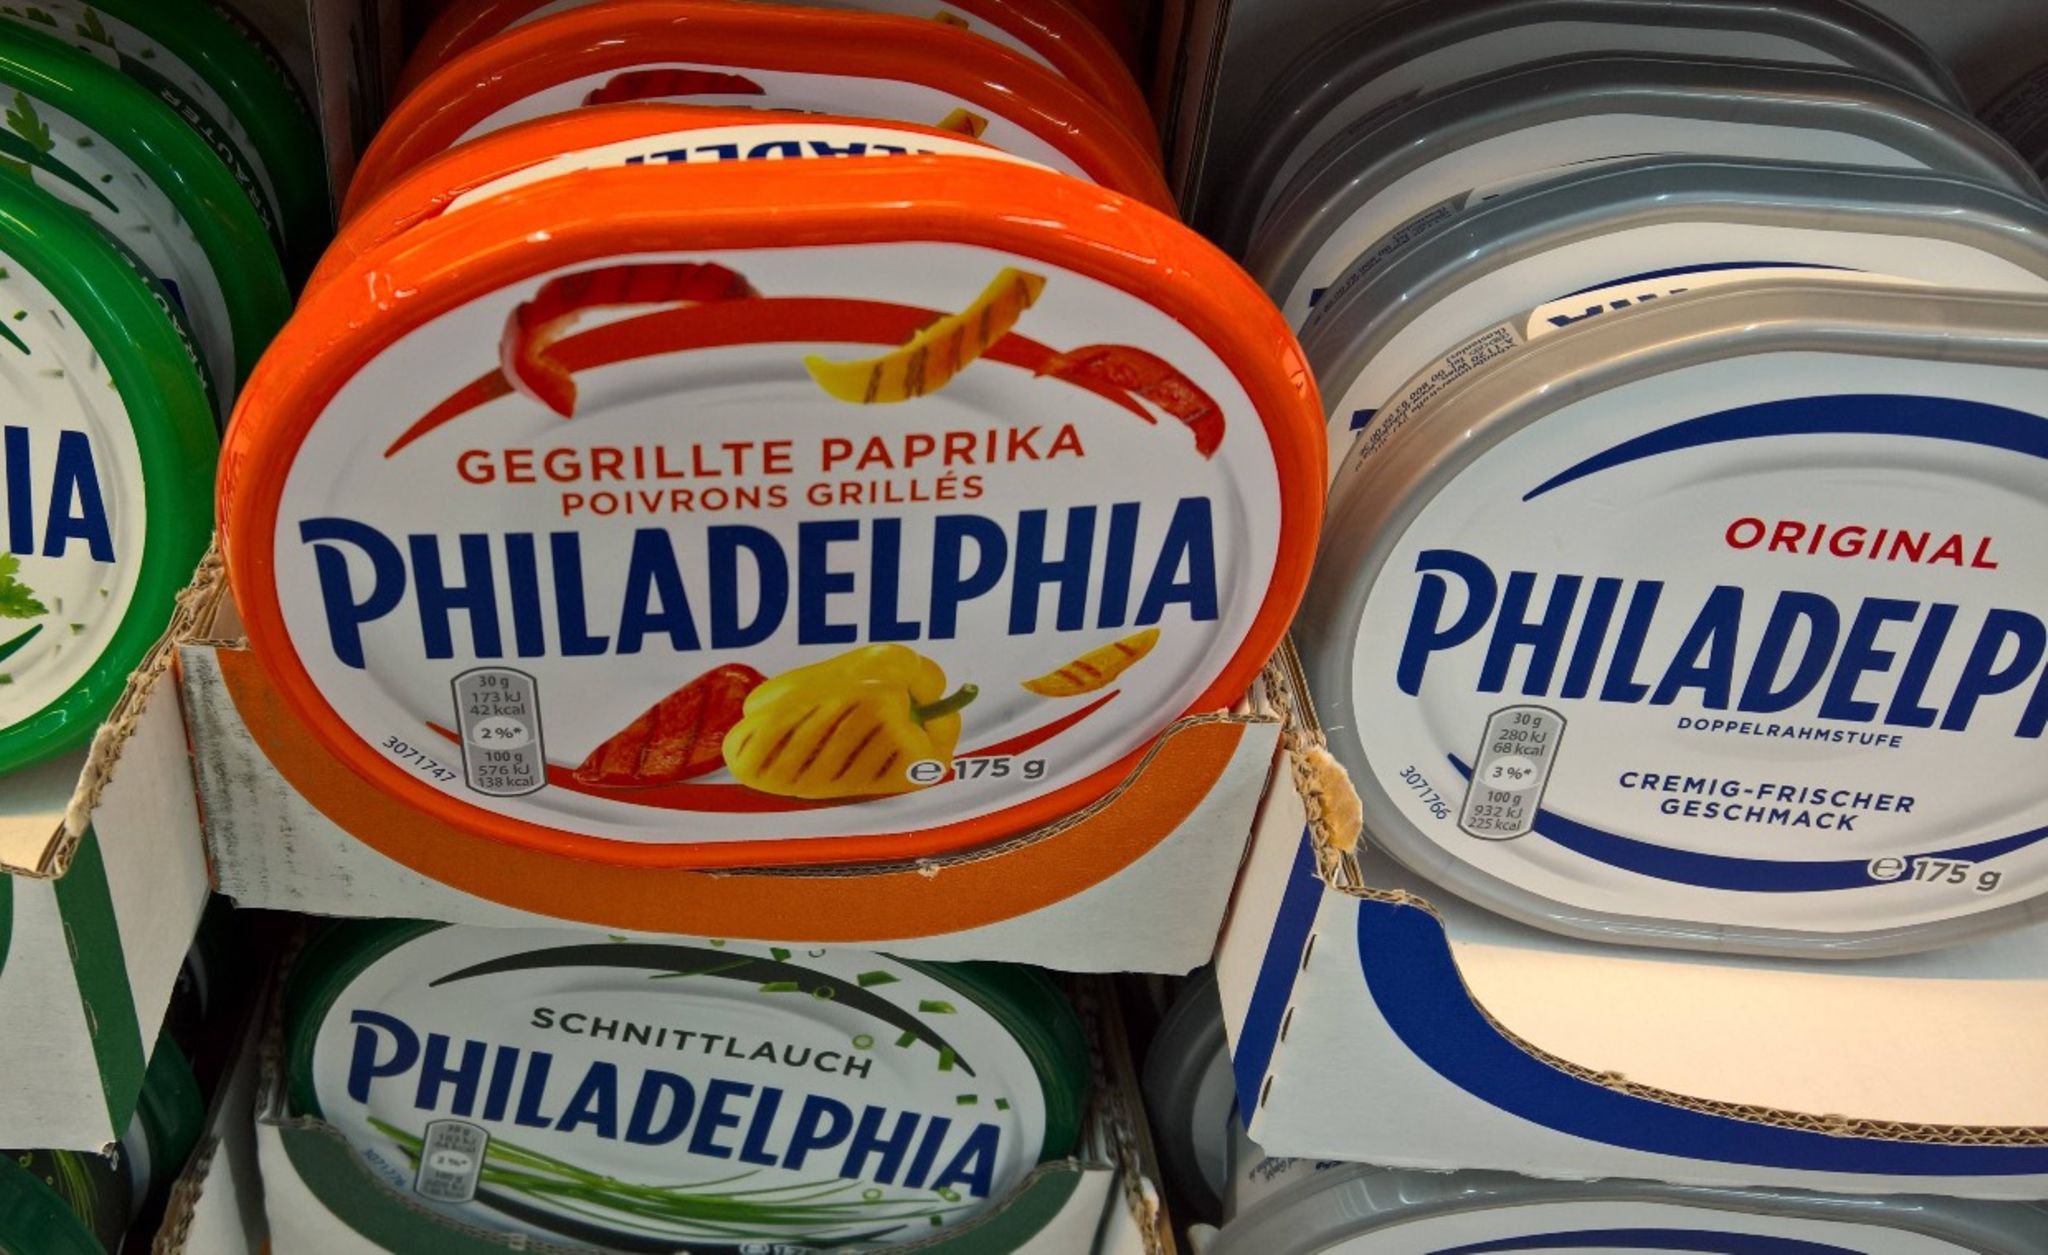 KRÄUTER
IA
GEGRILLTE PAPRIKA
POIVRONS GRILLÉS
PHILADELPHIA
30 g
173 kJ
42 kcal
2 %*
100 g
576 kJ
138 kcal
3071747
e 175 g
ORIGINAL
PHILADELP
DOPPELRAHMSTUFE
CREMIG-FRISCHER
GESCHMACK
30 g
280 kJ
68 kcal
3 %*
100 g
932 kJ
225 kcal
3071766
e 175 g
SCHNITTLAUCH
PHILADELPHIA